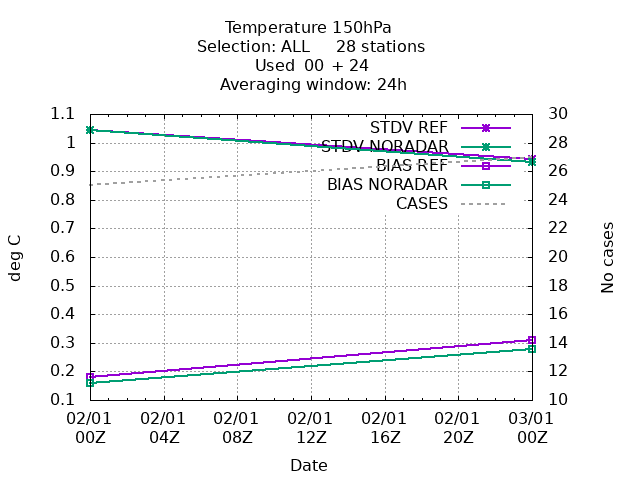 Temperature 150hPa
Selection: ALL 28 stations
Used 00 + 24
Averaging window: 24h
1.1
1
0.9
0.8
0.7
0.6
0.5
0.4
0.3
0.2
0.1
deg C
30
28
26
24
22
20
18
16
14
12
10
No cases
STDV REF
STDV NORADAR
BIAS REF
BIAS NORADAR
CASES
02/01 02/01 02/01 02/01 02/01 02/01 03/01
00Z 04Z 08Z 12Z 16Z 20Z 00Z
Date